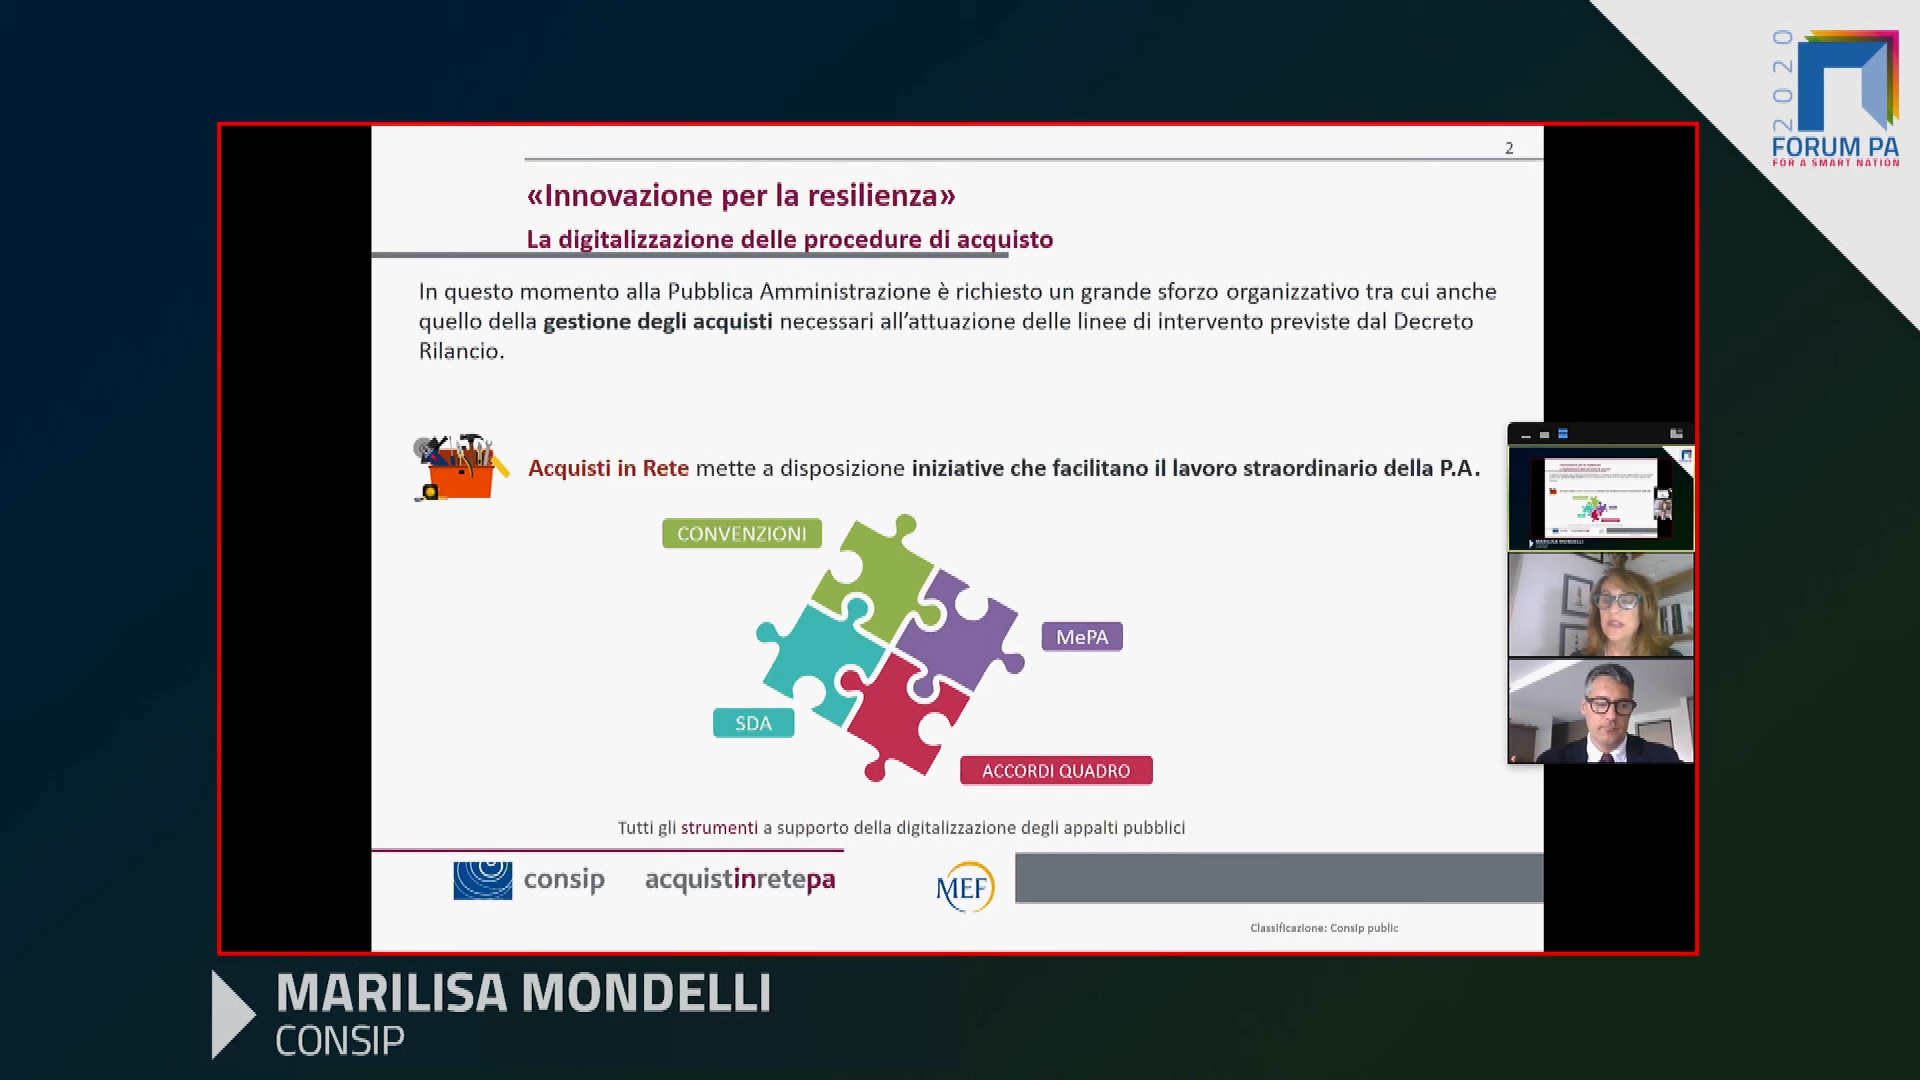 2020
FORUM PA
FOR A SMART NATION
2
«Innovazione per la resilienza»
La digitalizzazione delle procedure di acquisto
In questo momento alla Pubblica Amministrazione è richiesto un grande sforzo organizzativo tra cui anche
quello della gestione degli acquisti necessari all’attuazione delle linee di intervento previste dal Decreto
Rilancio.
Acquisti in Rete mette a disposizione iniziative che facilitano il lavoro straordinario della P.A.
CONVENZIONI
MePA
SDA
ACCORDI QUADRO
Tutti gli strumenti a supporto della digitalizzazione degli appalti pubblici
consip
acquistinretepa
MEF
Classificazione: Consip public
MARILISA MONDELLI
MARILISA MONDELLI
CONSIP